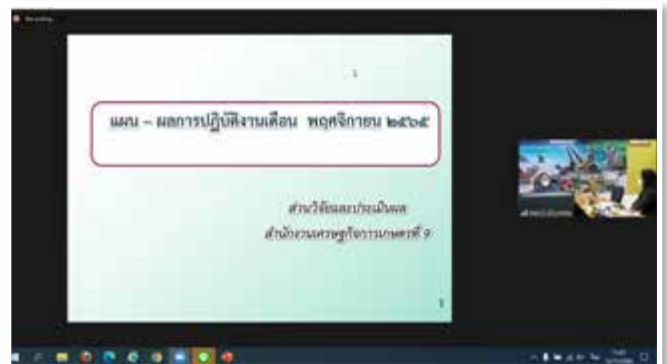 Recording
แผน – ผลการปฏิบัติงานเดือน พฤศจิกายน ๒๕๖๕
ส่วนวิจัยและประเมินผล
สำนักงานเศรษฐกิจการเกษตรที่ 9
1